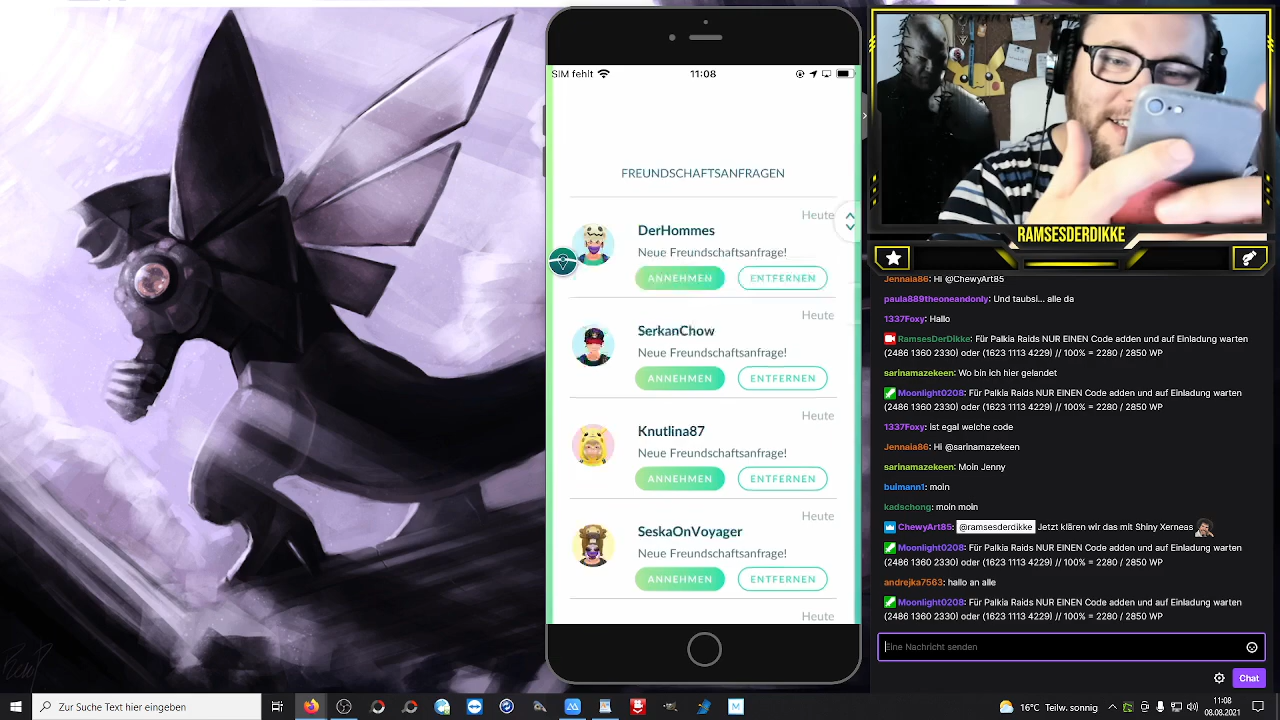 SIM fehlt
11:08
FREUNDSCHAFTSANFRAGEN
Heute
DerHommes
Neue Freundschaftsanfrage!
ANNEHMEN ENTFERNEN
Heute
SerkanChow
Neue Freundschaftsanfrage!
ANNEHMEN ENTFERNEN
Heute
Knutlina87
Neue Freundschaftsanfrage!
ANNEHMEN ENTFERNEN
Heute
SeskaOnVoyager
Neue Freundschaftsanfrage!
ANNEHMEN ENTFERNEN
Heute
RAMSESDERDIKKE
Jennaia86: Hi @ChewyArt85
paula889theoneandonly: Und taubsi... alle da
1337Foxy: Hallo
RamsesDerDikke: Für Palkia Raids NUR EINEN Code adden und auf Einladung warten
(2486 1360 2330) oder (1623 1113 4229) // 100% = 2280 / 2850 WP
sarinamazekeen: Wo bin ich hier gelandet
Moonlight0208: Für Palkia Raids NUR EINEN Code adden und auf Einladung warten
(2486 1360 2330) oder (1623 1113 4229) // 100% = 2280 / 2850 WP
1337Foxy: ist egal welche code
Jennaia86: Hi @sarinamazekeen
sarinamazekeen: Moin Jenny
bulmann1: moin
kadschong: moin moin
ChewyArt85: @ramsesderdikke Jetzt klären wir das mit Shiny Xerneas
Moonlight0208: Für Palkia Raids NUR EINEN Code adden und auf Einladung warten
(2486 1360 2330) oder (1623 1113 4229) // 100% = 2280 / 2850 WP
andrejka7563: hallo an alle
Moonlight0208: Für Palkia Raids NUR EINEN Code adden und auf Einladung warten
(2486 1360 2330) oder (1623 1113 4229) // 100% = 2280 / 2850 WP
Eine Nachricht senden
Chat
Zur Suche Text hier eingeben
16°C Teilw. sonnig
11:08
08.08.2021